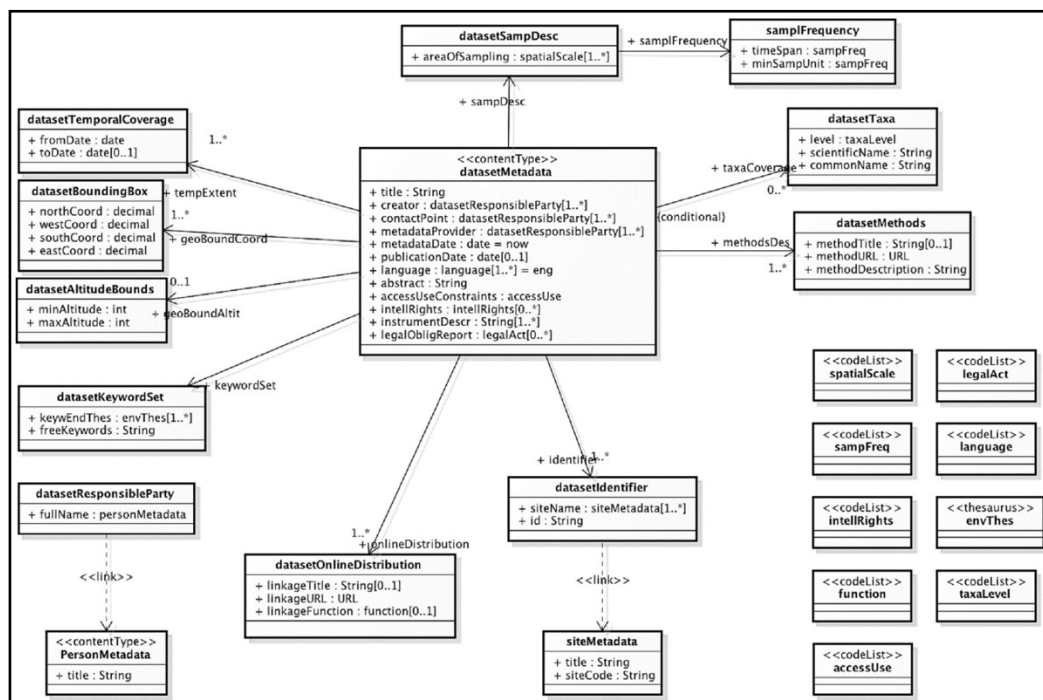 datasetSampDesc
+ areaOfSampling : spatialScale[1..*]
+ samplFrequency
samplFrequency
+ timeSpan : sampFreq
+ minSampUnit : sampFreq
+ sampDesc
datasetTemporalCoverage
+ fromDate : date
+ toDate : date[0..1]
1..*
+ tempExtent
datasetBoundingBox
+ northCoord : decimal
+ westCoord : decimal
+ southCoord : decimal
+ eastCoord : decimal
1..*
+ geoBoundCoord
datasetAltitudeBounds
+ minAltitude : int
+ maxAltitude : int
0..1
+ geoBoundAltit
<<contentType>>
datasetMetadata
+ title : String
+ creator : datasetResponsibleParty[1..*]
+ contactPoint : datasetResponsibleParty[1..*]
+ metadataProvider : datasetResponsibleParty[1..*]
+ metadataDate : date = now
+ publicationDate : date[0..1]
+ language : language[1..*] = eng
+ abstract : String
+ accessUseConstraints : accessUse
+ intellRights : intellRights[0..*]
+ instrumentDescr : String[1..*]
+ legalObligReport : legalAct[0..*]
+ taxaCoverage
0..*
{conditional}
datasetTaxa
+ level : taxaLevel
+ scientificName : String
+ commonName : String
+ methodsDes
1..*
datasetMethods
+ methodTitle : String[0..1]
+ methodURL : URL
+ methodDesctription : String
datasetKeywordSet
+ keywEndThes : envThes[1..*]
+ freeKeywords : String
+ keywordSet
datasetResponsibleParty
+ fullName : personMetadata
<<link>>
<<contentType>>
PersonMetadata
+ title : String
1..*
+ onlineDistribution
datasetOnlineDistribution
+ linkageTitle : String[0..1]
+ linkageURL : URL
+ linkageFunction : function[0..1]
+ identifier
1..*
datasetIdentifier
+ siteName : siteMetadata[1..*]
+ id : String
<<link>>
siteMetadata
+ title : String
+ siteCode : String
<<codeList>>
spatialScale
<<codeList>>
legalAct
<<codeList>>
sampFreq
<<codeList>>
language
<<codeList>>
intellRights
<<thesaurus>>
envThes
<<codeList>>
function
<<codeList>>
taxaLevel
<<codeList>>
accessUse